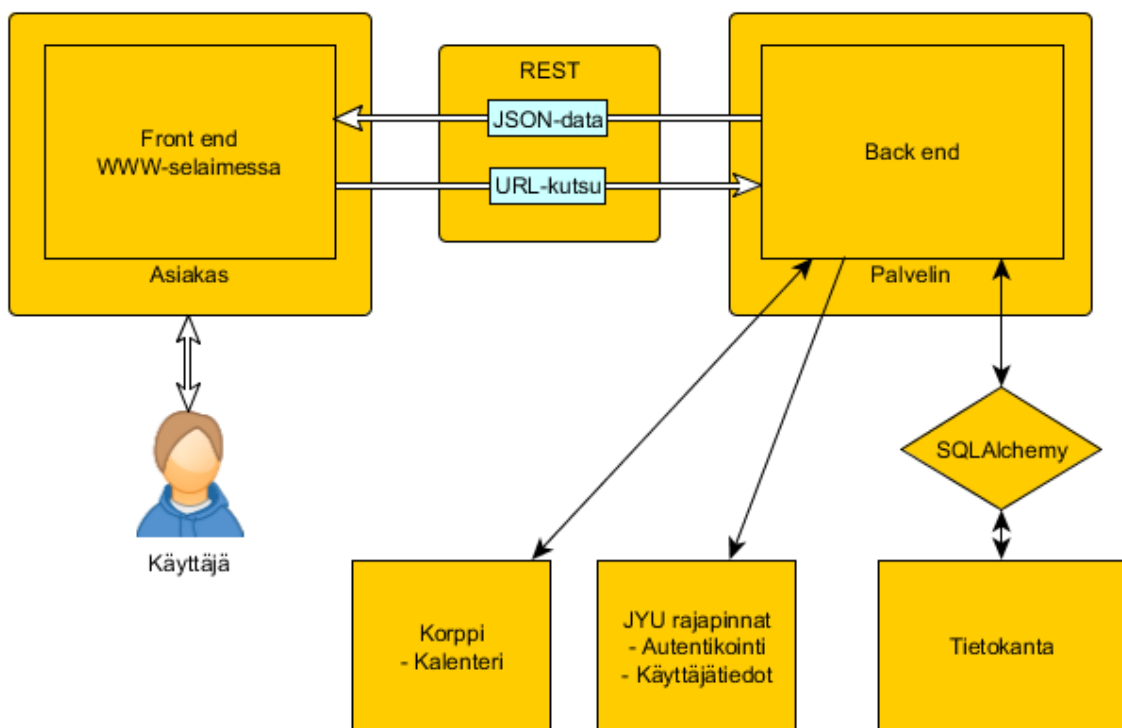 Front end
WWW-selaimessa
Asiakas
REST
JSON-data
URL-kutsu
Back end
Palvelin
Käyttäjä
SQLAlchemy
Korppi
- Kalenteri
JYU rajapinnat
- Autentikointi
- Käyttäjätiedot
Tietokanta